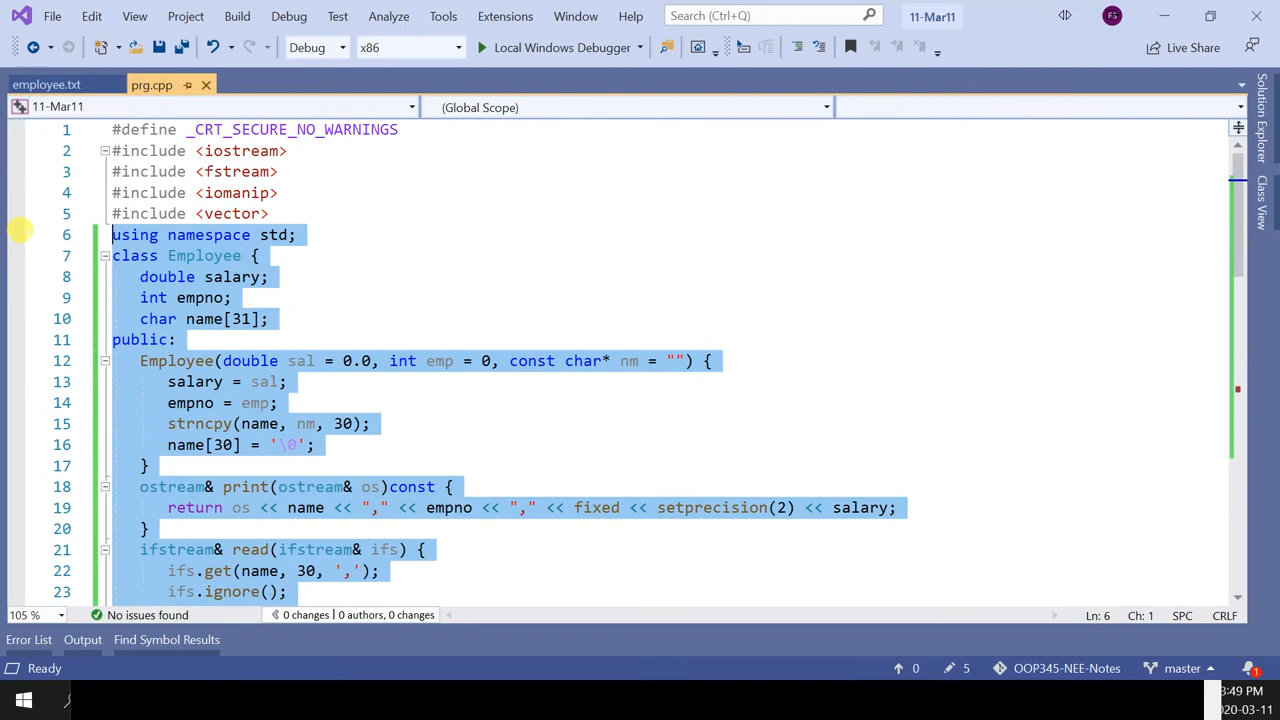 File Edit View Project Build Debug Test Analyze Tools Extensions Window Help Search (Ctrl+Q) 11-Mar11 FS
Debug x86 Local Windows Debugger Live Share
employee.txt prg.cpp
11-Mar11 (Global Scope)
1 #define _CRT_SECURE_NO_WARNINGS
2 #include <iostream>
3 #include <fstream>
4 #include <iomanip>
5 #include <vector>
6 using namespace std;
7 class Employee {
8 double salary;
9 int empno;
10 char name[31];
11 public:
12 Employee(double sal = 0.0, int emp = 0, const char* nm = "") {
13 salary = sal;
14 empno = emp;
15 strncpy(name, nm, 30);
16 name[30] = '\0';
17 }
18 ostream& print(ostream& os)const {
19 return os << name << "," << empno << "," << fixed << setprecision(2) << salary;
20 }
21 ifstream& read(ifstream& ifs) {
22 ifs.get(name, 30, ',');
23 ifs.ignore();
Solution Explorer
Class View
105 % No issues found 0 changes | 0 authors, 0 changes Ln: 6 Ch: 1 SPC CRLF
Error List Output Find Symbol Results
Ready 0 5 OOP345-NEE-Notes master 1
3:49 PM
2020-03-11